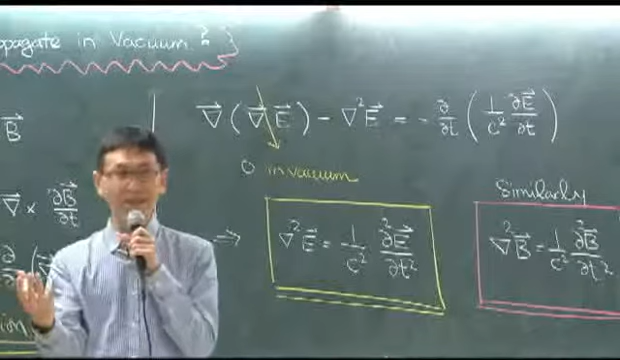 opagate in Vacuum?
B⃗
∇⃗ × ∂B⃗/∂t
∇⃗(∇⃗ E⃗) - ∇²E⃗ = - ∂/∂t (1/c² ∂E⃗/∂t)
0 in vacuum
⇒ ∇²E⃗ = 1/c² ∂²E⃗/∂t²
Similarly
∇²B⃗ = 1/c² ∂²B⃗/∂t²